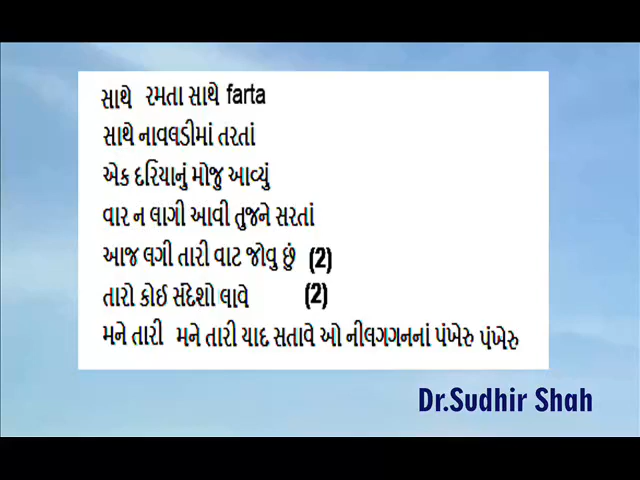 સાથે રમતા સાથે farta
સાથે નાવલડીમાં તરતાં
એક દરિયાનું મોજુ આવ્યું
વાર ન લાગી આવી તુજને સરતાં
આજ લગી તારી વાટ જોવુ છું (2)
તારો કોઈ સંદેશો લાવે (2)
મને તારી મને તારી યાદ સતાવે ઓ નીલગગનનાં પંખેરુ પંખેરુ
Dr.Sudhir Shah